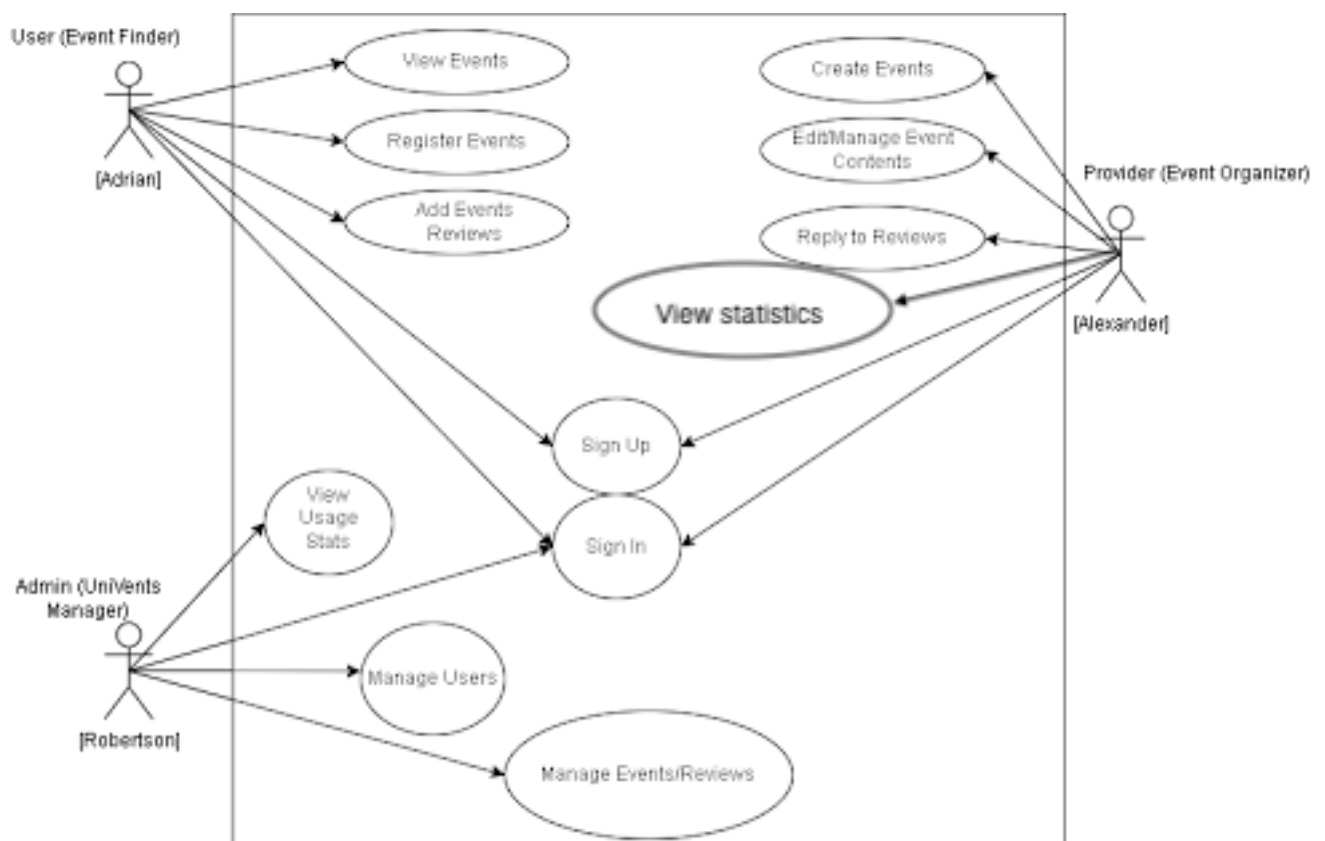 User (Event Finder)
[Adrian]
View Events
Register Events
Add Events
Reviews
Create Events
Edit/Manage Event
Contents
Reply to Reviews
View statistics
Provider (Event Organizer)
[Alexander]
Sign Up
Sign In
View
Usage
Stats
Admin (UniVents
Manager)
[Robertson]
Manage Users
Manage Events/Reviews